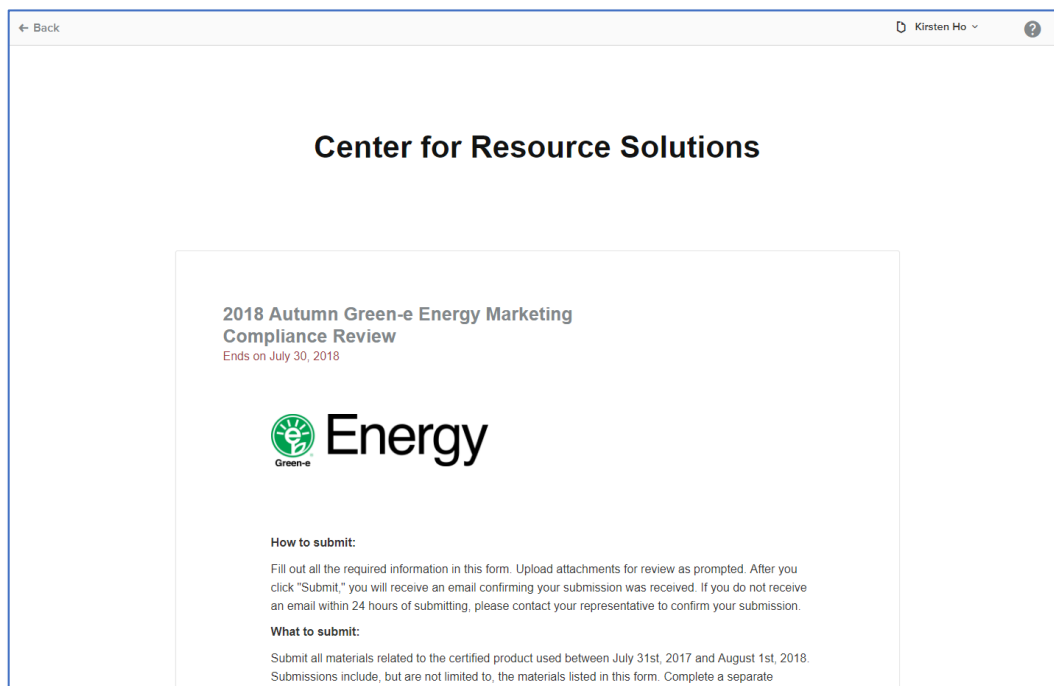 ← Back
Kirsten Ho
?
Center for Resource Solutions
2018 Autumn Green-e Energy Marketing
Compliance Review
Ends on July 30, 2018
e
Energy
Green-e
How to submit:
Fill out all the required information in this form. Upload attachments for review as prompted. After you
click "Submit," you will receive an email confirming your submission was received. If you do not receive
an email within 24 hours of submitting, please contact your representative to confirm your submission.
What to submit:
Submit all materials related to the certified product used between July 31st, 2017 and August 1st, 2018.
Submissions include, but are not limited to, the materials listed in this form. Complete a separate